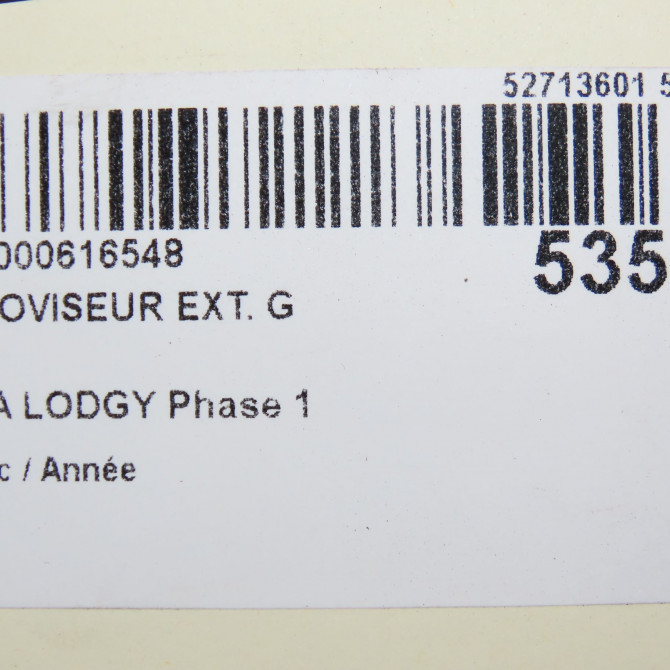 52713601 5
000616548
535
OVISEUR EXT. G
A LODGY Phase 1
c / Année